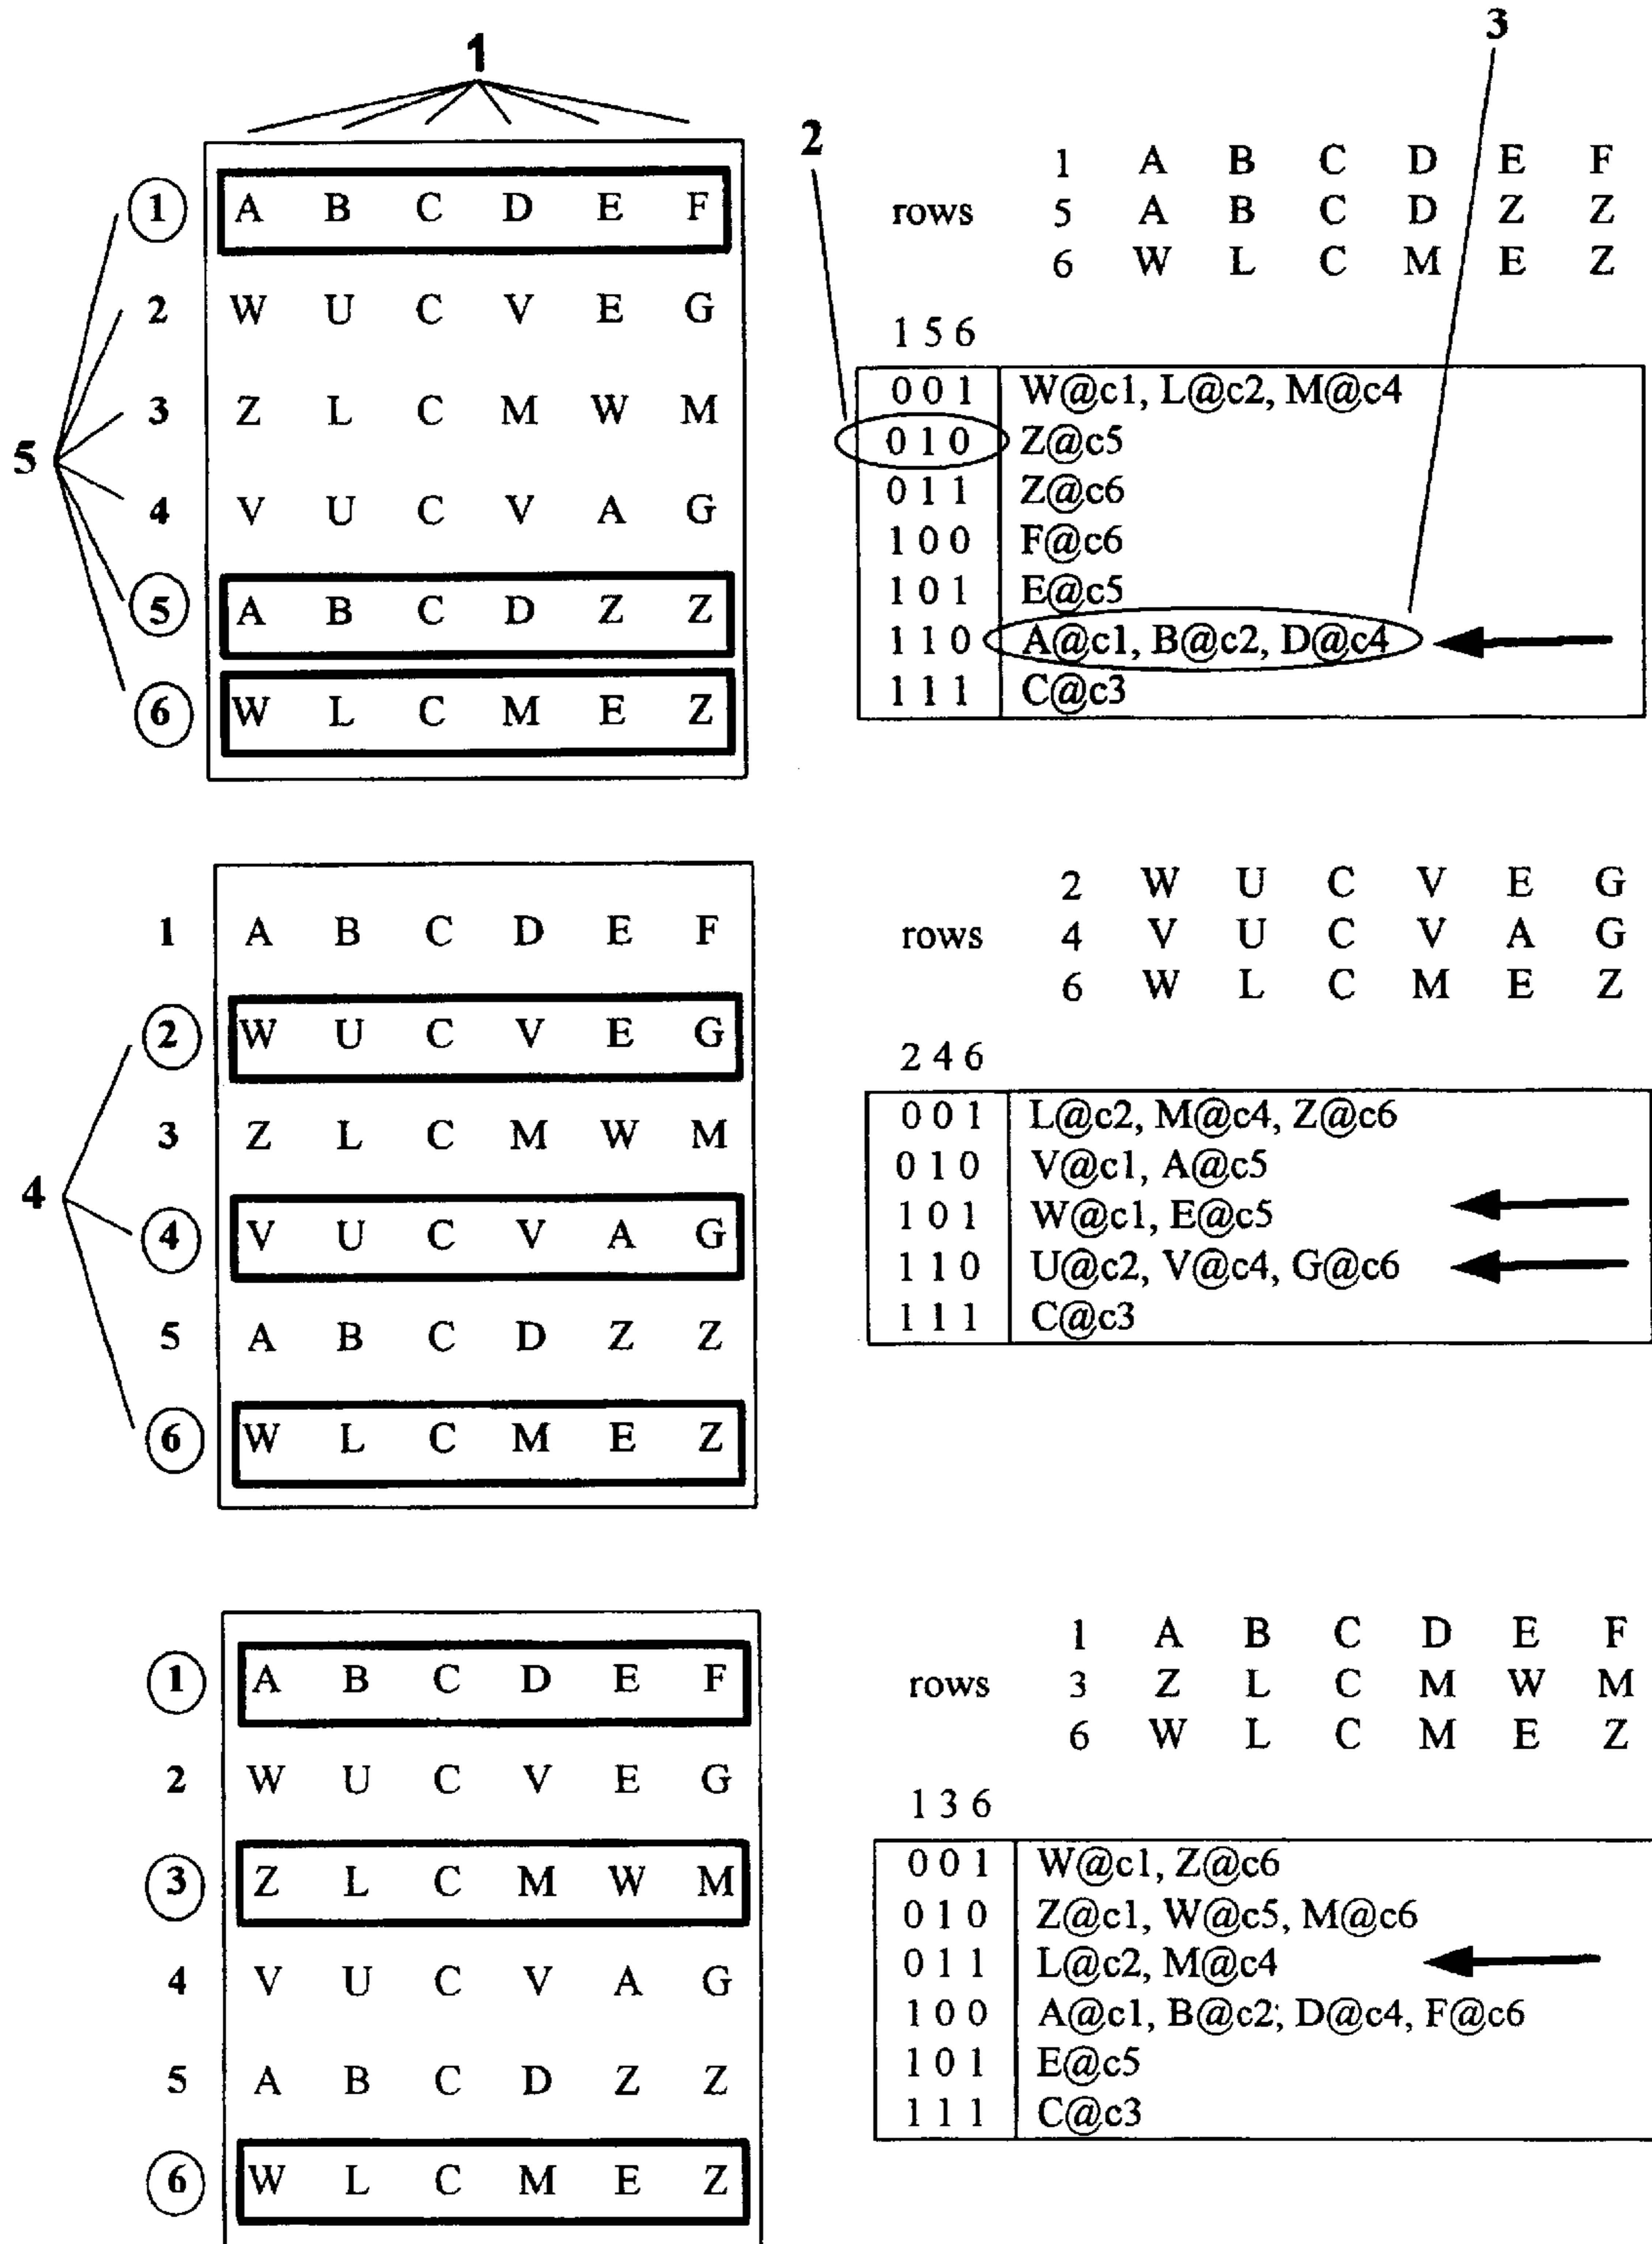 1
1 A B C D E F
2 W U C V E G
3 Z L C M W M
4 V U C V A G
5 A B C D Z Z
6 W L C M E Z
5
2
3
1 A B C D E F
rows 5 A B C D Z Z
6 W L C M E Z
1 5 6
0 0 1 W@c1, L@c2, M@c4
0 1 0 Z@c5
0 1 1 Z@c6
1 0 0 F@c6
1 0 1 E@c5
1 1 0 A@c1, B@c2, D@c4
1 1 1 C@c3
1 A B C D E F
2 W U C V E G
3 Z L C M W M
4
4 V U C V A G
5 A B C D Z Z
6 W L C M E Z
2 W U C V E G
rows 4 V U C V A G
6 W L C M E Z
2 4 6
0 0 1 L@c2, M@c4, Z@c6
0 1 0 V@c1, A@c5
1 0 1 W@c1, E@c5
1 1 0 U@c2, V@c4, G@c6
1 1 1 C@c3
1 A B C D E F
2 W U C V E G
3 Z L C M W M
4 V U C V A G
5 A B C D Z Z
6 W L C M E Z
1 A B C D E F
rows 3 Z L C M W M
6 W L C M E Z
1 3 6
0 0 1 W@c1, Z@c6
0 1 0 Z@c1, W@c5, M@c6
0 1 1 L@c2, M@c4
1 0 0 A@c1, B@c2, D@c4, F@c6
1 0 1 E@c5
1 1 1 C@c3